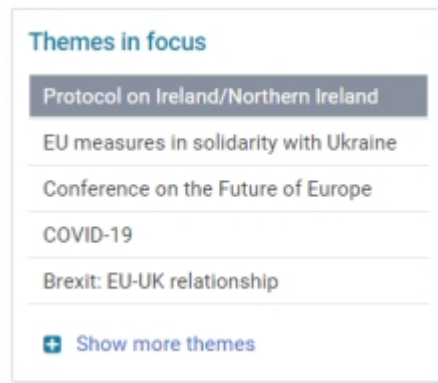 Themes in focus
Protocol on Ireland/Northern Ireland
EU measures in solidarity with Ukraine
Conference on the Future of Europe
COVID-19
Brexit: EU-UK relationship
Show more themes